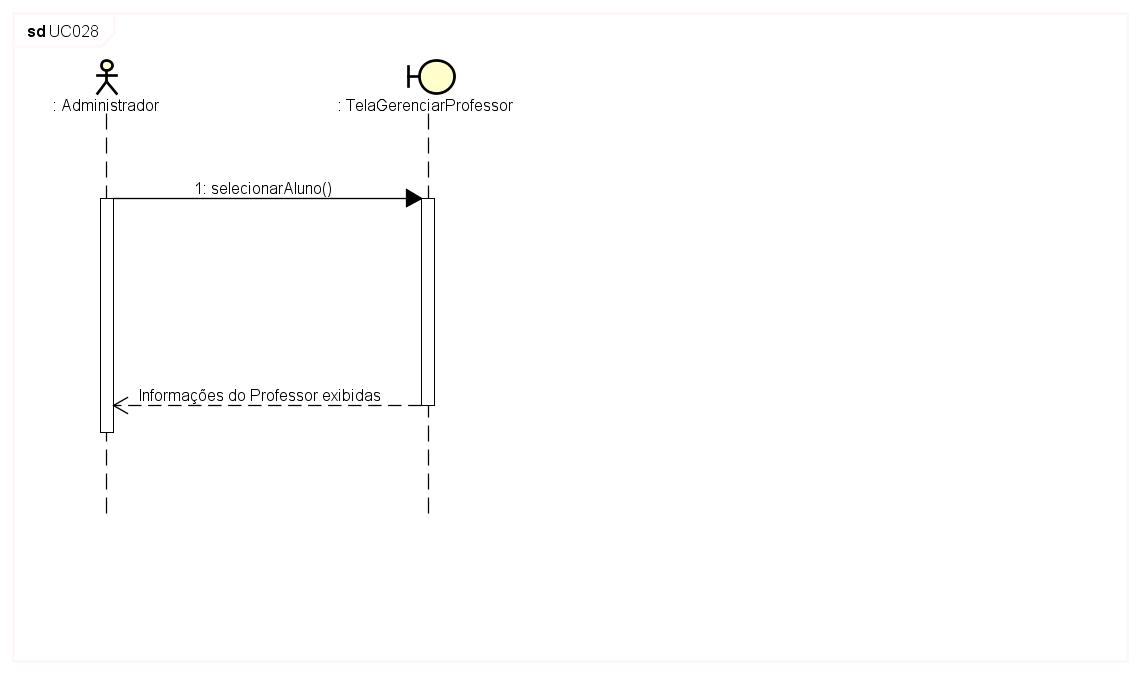 sd UC028
: Administrador
: TelaGerenciarProfessor
1: selecionarAluno()
Informações do Professor exibidas